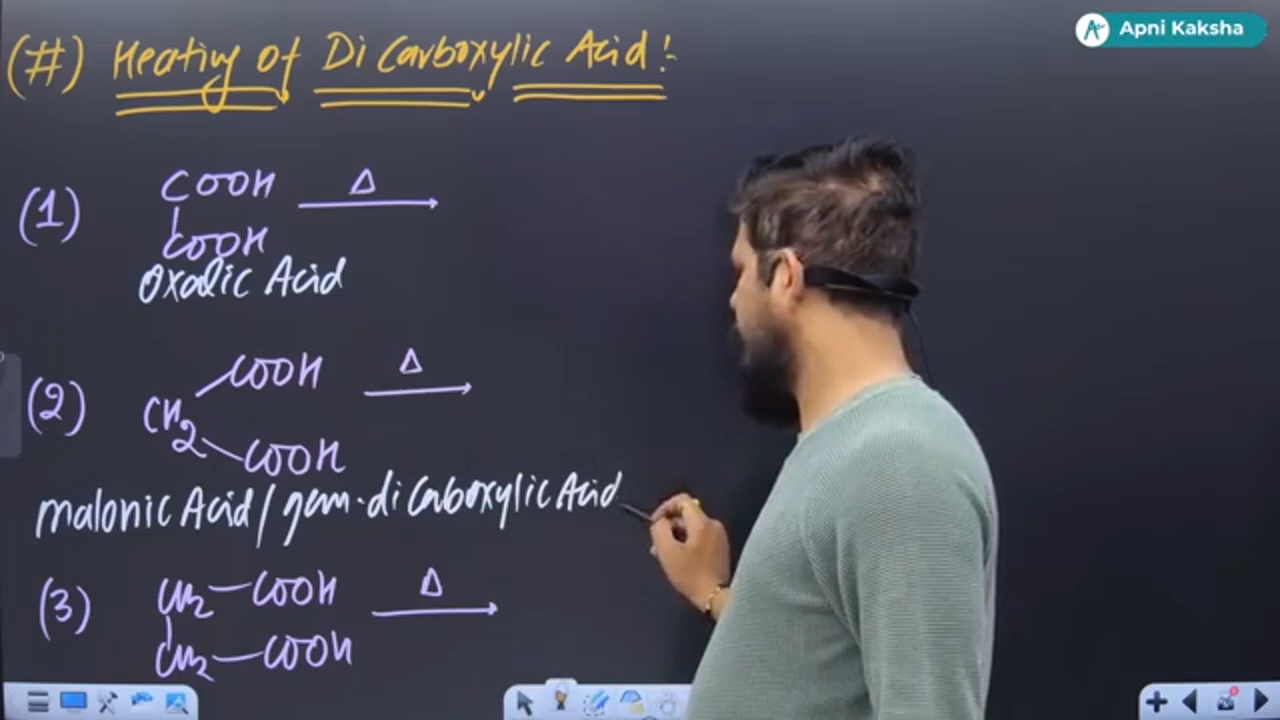 Apni Kaksha
(#) Heating of Di Carboxylic Acid :-
(1) COOH Δ
COOH
Oxalic Acid
COOH Δ
(2) CH2
COOH
malonic Acid / gem-di Caboxylic Acid
(3) CH2-COOH Δ
CH2-COOH